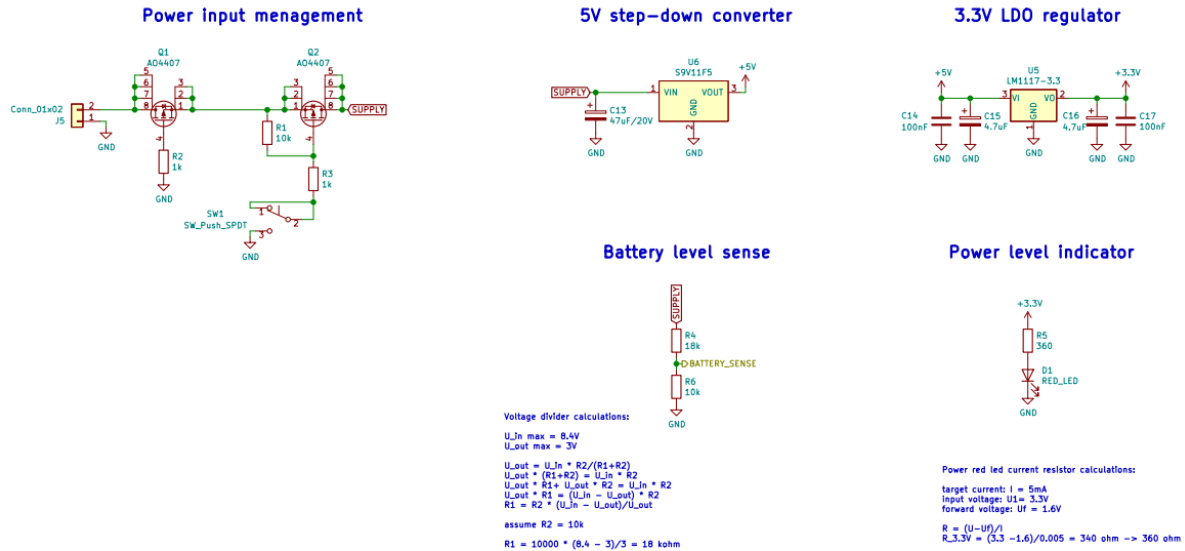 Power input menagement
5V step-down converter
3.3V LDO regulator
Q1
AO4407
5
6
7
8
3
2
1
4
Q2
AO4407
3
2
1
5
6
7
8
4
SUPPLY
Conn_01x02
J5
2
1
GND
R1
10k
R2
1k
GND
R3
1k
SW1
SW_Push_SPDT
1
2
3
GND
U6
S9V11F5
SUPPLY
1
VIN
VOUT
3
+5V
GND
2
C13
47uF/20V
GND
GND
U5
LM1117-3.3
+5V
+3.3V
3
VI
VO
2
GND
1
C14
100nF
C15
4.7uF
C16
4.7uF
C17
100nF
GND
GND
GND
GND
GND
Battery level sense
SUPPLY
R4
18k
BATTERY_SENSE
R6
10k
GND
Voltage divider calculations:
U_in max = 8.4V
U_out max = 3V
U_out = U_in * R2/(R1+R2)
U_out * (R1+R2) = U_in * R2
U_out * R1+ U_out * R2 = U_in * R2
U_out * R1 = (U_in - U_out) * R2
R1 = R2 * (U_in - U_out)/U_out
assume R2 = 10k
R1 = 10000 * (8.4 - 3)/3 = 18 kohm
Power level indicator
+3.3V
R5
360
D1
RED_LED
GND
Power red led current resistor calculations:
target current: I = 5mA
input voltage: U1= 3.3V
forward voltage: Uf = 1.6V
R = (U-Uf)/I
R_3.3V = (3.3 -1.6)/0.005 = 340 ohm -> 360 ohm